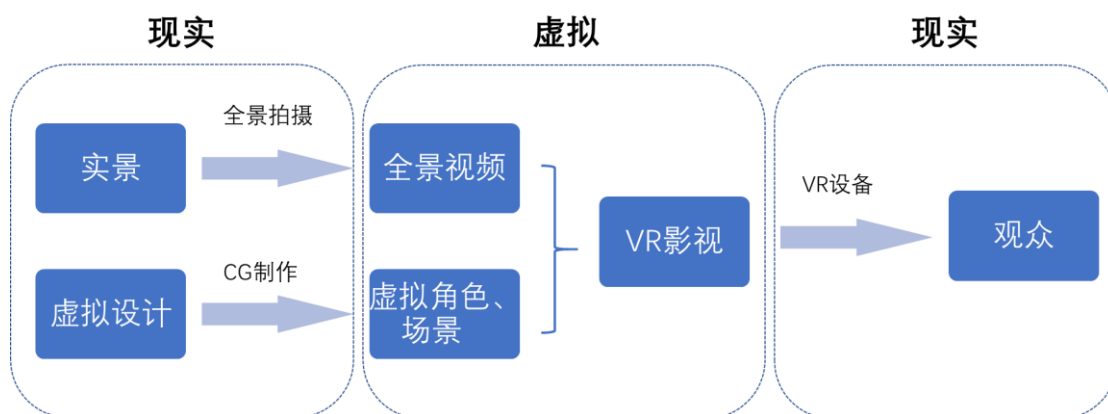 现实
虚拟
现实
全景拍摄
实景
全景视频
VR设备
VR影视
观众
CG制作
虚拟设计
虚拟角色、
场景